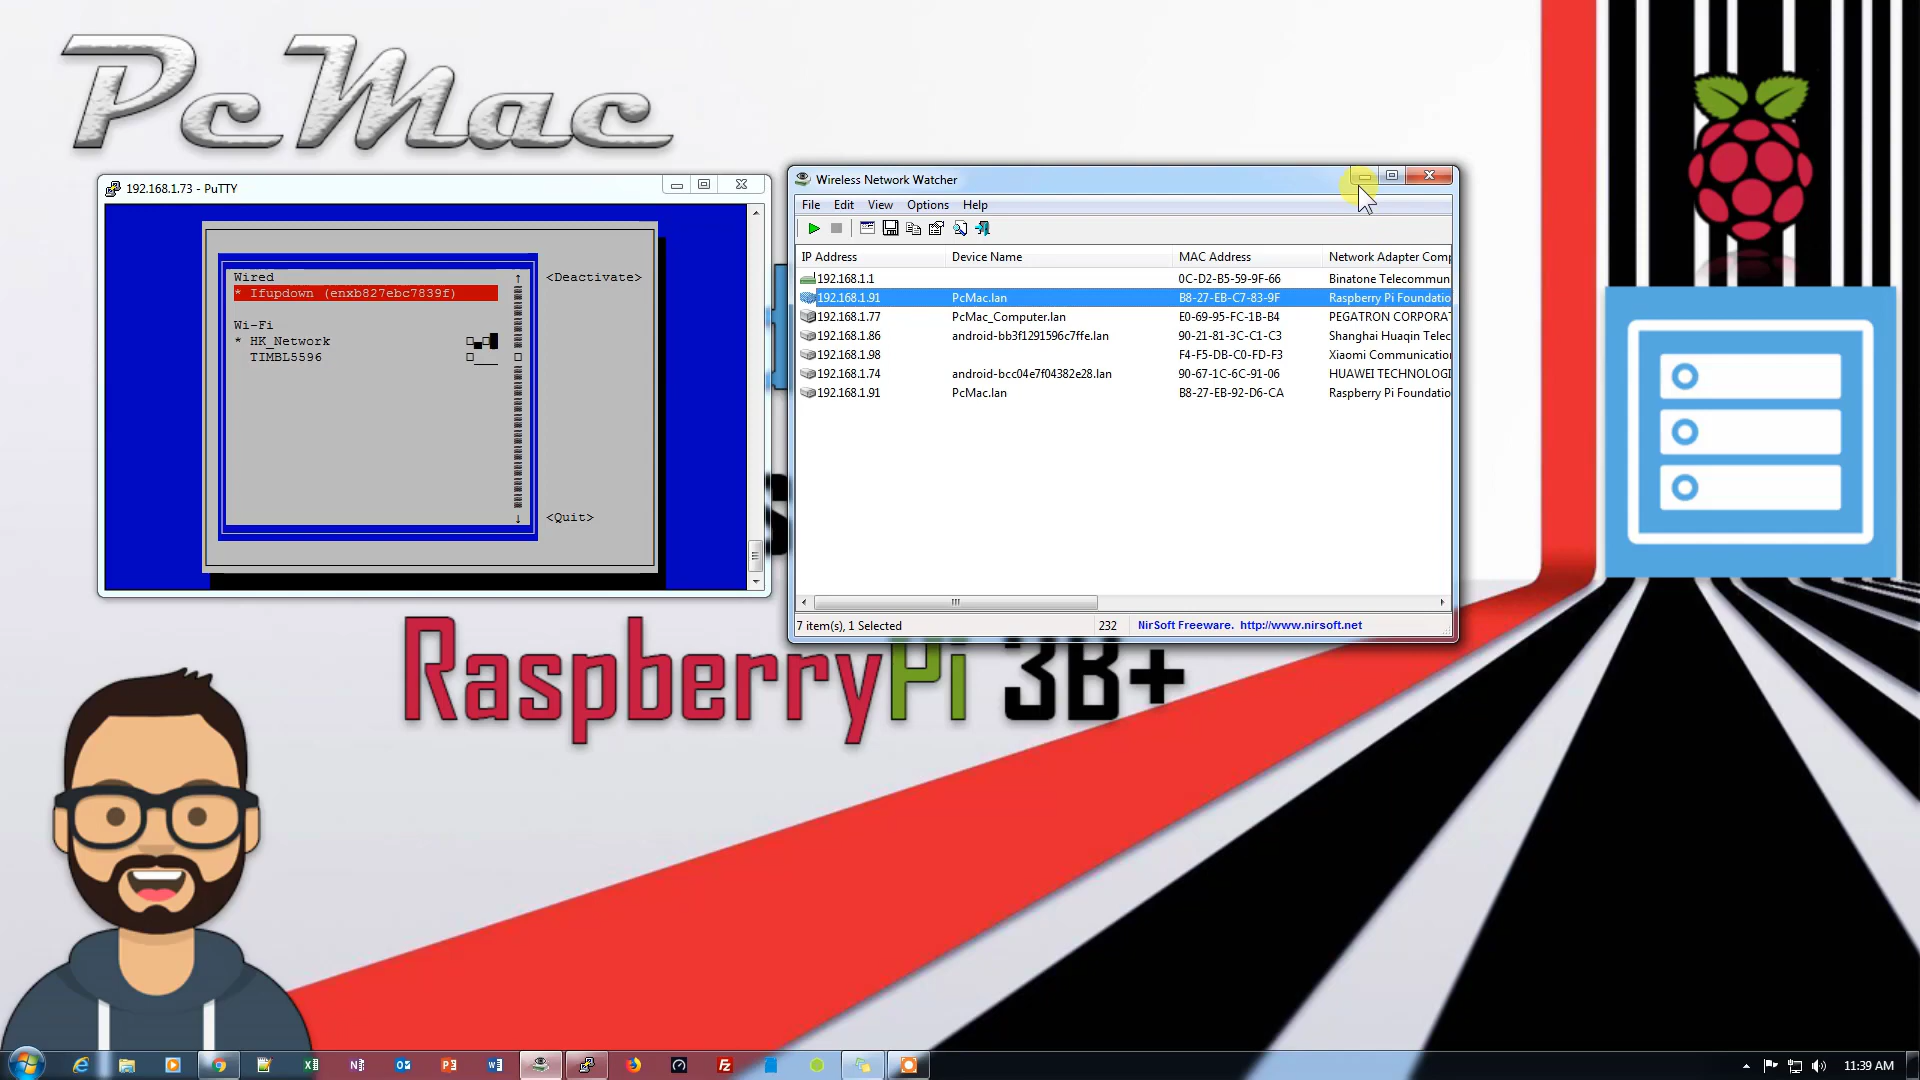 PcMac
192.168.1.73 - PuTTY
Wired
* Ifupdown (enxb827ebc7839f)
<Deactivate>
Wi-Fi
* HK_Network
TIMBL5596
<Quit>
Wireless Network Watcher
File Edit View Options Help
IP Address Device Name MAC Address Network Adapter Comp
192.168.1.1 0C-D2-B5-59-9F-66 Binatone Telecommun
192.168.1.91 PcMac.lan B8-27-EB-C7-83-9F Raspberry Pi Foundatio
192.168.1.77 PcMac_Computer.lan E0-69-95-FC-1B-B4 PEGATRON CORPORAT
192.168.1.86 android-bb3f1291596c7ffe.lan 90-21-81-3C-C1-C3 Shanghai Huaqin Telec
192.168.1.98 F4-F5-DB-C0-FD-F3 Xiaomi Communicatio
192.168.1.74 android-bcc04e7f04382e28.lan 90-67-1C-6C-91-06 HUAWEI TECHNOLOGI
192.168.1.91 PcMac.lan B8-27-EB-92-D6-CA Raspberry Pi Foundatio
7 item(s), 1 Selected 232 NirSoft Freeware. http://www.nirsoft.net
RaspberryPi 3B+
11:39 AM